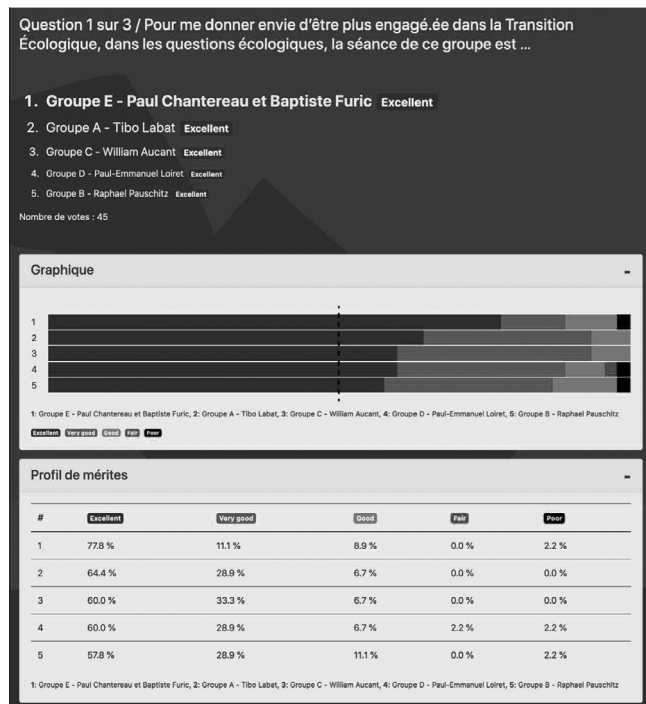 Question 1 sur 3 / Pour me donner envie d'être plus engagé.ée dans la Transition
Écologique, dans les questions écologiques, la séance de ce groupe est ...
1. Groupe E - Paul Chantereau et Baptiste Furic Excellent
2. Groupe A - Tibo Labat Excellent
3. Groupe C - William Aucant Excellent
4. Groupe D - Paul-Emmanuel Loiret Excellent
5. Groupe B - Raphael Pauschitz Excellent
Nombre de votes : 45
Graphique -
1
2
3
4
5
1: Groupe E - Paul Chantereau et Baptiste Furic, 2: Groupe A - Tibo Labat, 3: Groupe C - William Aucant, 4: Groupe D - Paul-Emmanuel Loiret, 5: Groupe B - Raphael Pauschitz
Excellent Very good Good Fair Poor
Profil de mérites -
# Excellent Very good Good Fair Poor
1 77.8 % 11.1 % 8.9 % 0.0 % 2.2 %
2 64.4 % 28.9 % 6.7 % 0.0 % 0.0 %
3 60.0 % 33.3 % 6.7 % 0.0 % 0.0 %
4 60.0 % 28.9 % 6.7 % 2.2 % 2.2 %
5 57.8 % 28.9 % 11.1 % 0.0 % 2.2 %
1: Groupe E - Paul Chantereau et Baptiste Furic, 2: Groupe A - Tibo Labat, 3: Groupe C - William Aucant, 4: Groupe D - Paul-Emmanuel Loiret, 5: Groupe B - Raphael Pauschitz